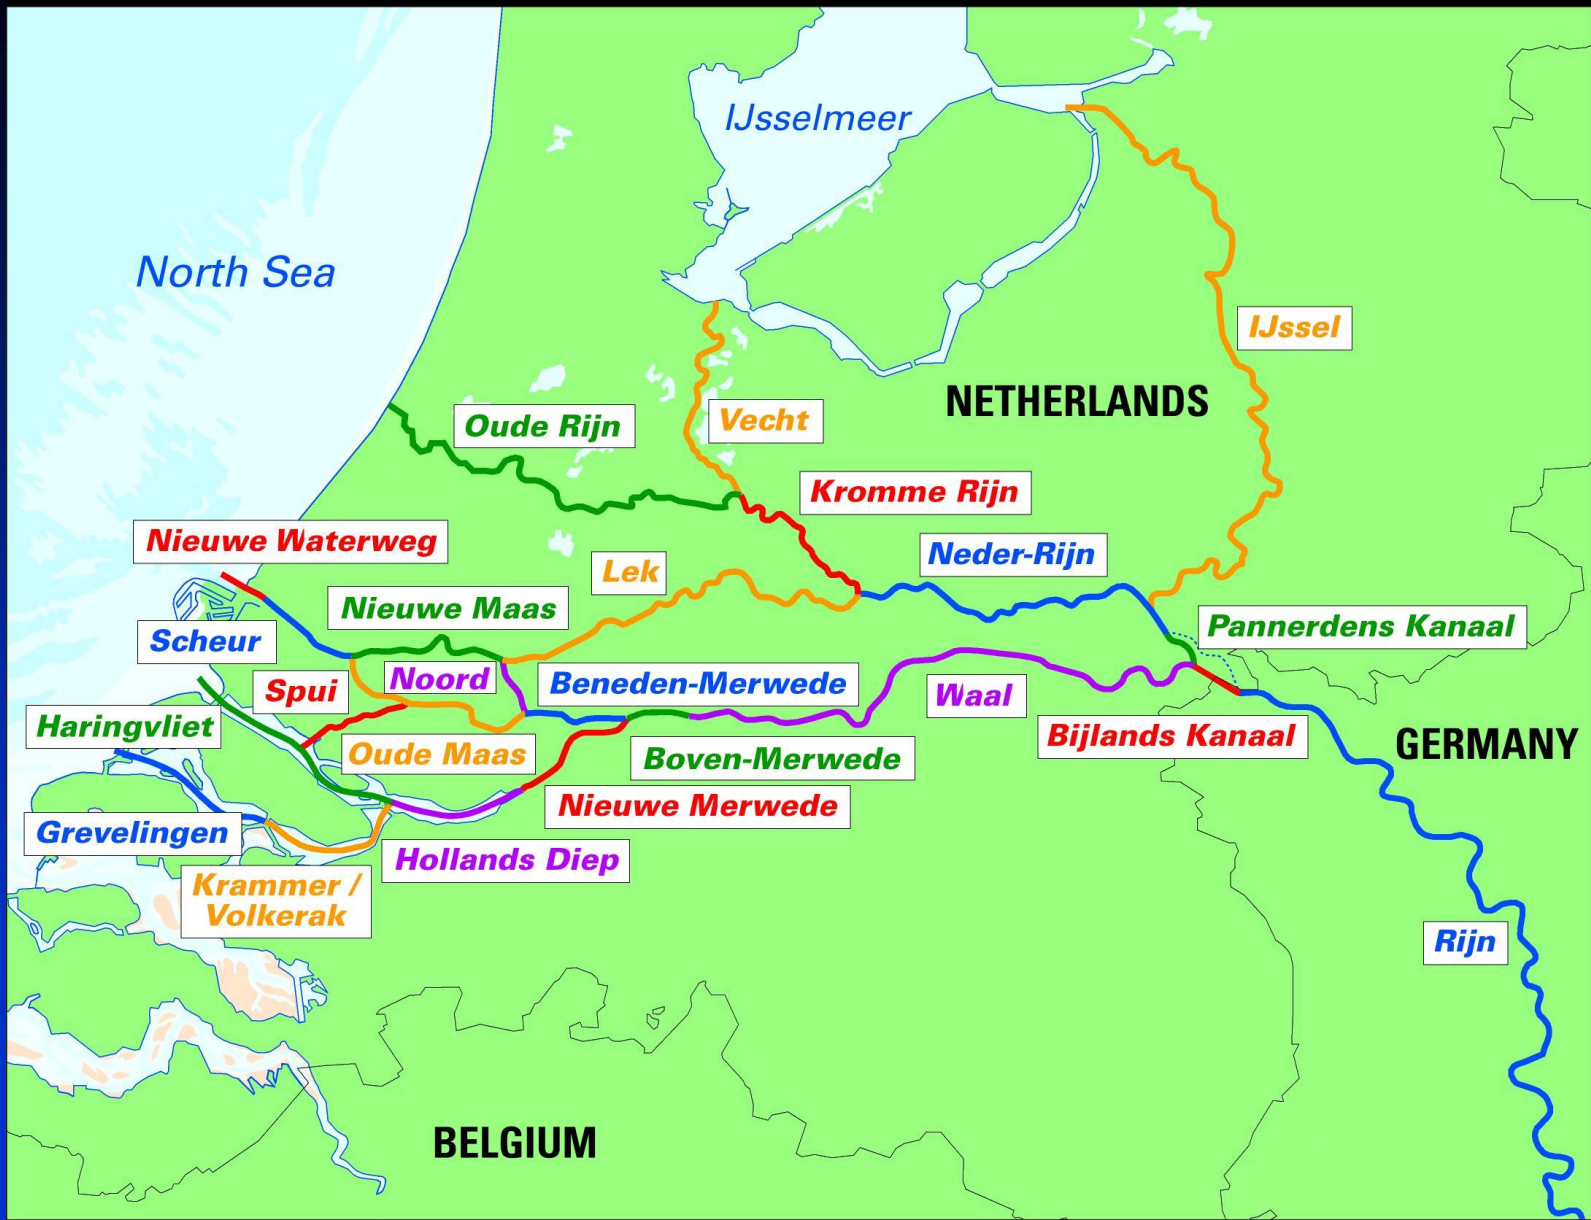 IJsselmeer
North Sea
IJssel
NETHERLANDS
Oude Rijn
Vecht
Kromme Rijn
Nieuwe Waterweg
Neder-Rijn
Lek
Nieuwe Maas
Pannerdens Kanaal
Scheur
Noord
Beneden-Merwede
Spui
Waal
Haringvliet
Bijlands Kanaal
GERMANY
Oude Maas
Boven-Merwede
Nieuwe Merwede
Grevelingen
Hollands Diep
Krammer /
Volkerak
Rijn
BELGIUM